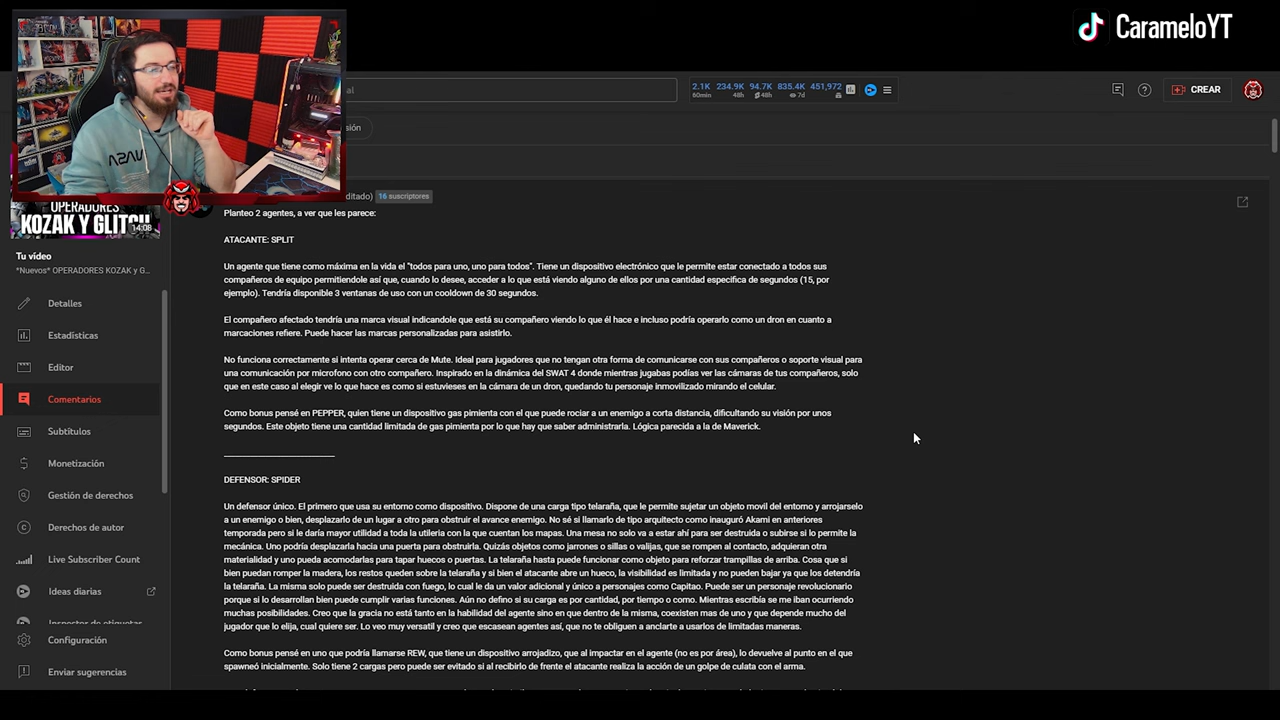 CarameloYT
al
2.1K 234.9K 94.7K 835.4K 451,972
60min 48h 48h 7d
CREAR
sión
OPERADORES
KOZAK Y GLITCH
14:08
Tu vídeo
*Nuevos* OPERADORES KOZAK y G...
Detalles
Estadísticas
Editor
Comentarios
Subtítulos
Monetización
Gestión de derechos
Derechos de autor
Live Subscriber Count
Ideas diarias
Inspector de etiquetas
Configuración
Enviar sugerencias
ditado) 16 suscriptores
Planteo 2 agentes, a ver que les parece:
ATACANTE: SPLIT
Un agente que tiene como máxima en la vida el "todos para uno, uno para todos". Tiene un dispositivo electrónico que le permite estar conectado a todos sus
compañeros de equipo permitiendole así que, cuando lo desee, acceder a lo que está viendo alguno de ellos por una cantidad especifica de segundos (15, por
ejemplo). Tendría disponible 3 ventanas de uso con un cooldown de 30 segundos.
El compañero afectado tendría una marca visual indicandole que está su compañero viendo lo que él hace e incluso podría operarlo como un dron en cuanto a
marcaciones refiere. Puede hacer las marcas personalizadas para asistirlo.
No funciona correctamente si intenta operar cerca de Mute. Ideal para jugadores que no tengan otra forma de comunicarse con sus compañeros o soporte visual para
una comunicación por microfono con otro compañero. Inspirado en la dinámica del SWAT 4 donde mientras jugabas podías ver las cámaras de tus compañeros, solo
que en este caso al elegir ve lo que hace es como si estuvieses en la cámara de un dron, quedando tu personaje inmovilizado mirando el celular.
Como bonus pensé en PEPPER, quien tiene un dispositivo gas pimienta con el que puede rociar a un enemigo a corta distancia, dificultando su visión por unos
segundos. Este objeto tiene una cantidad limitada de gas pimienta por lo que hay que saber administrarla. Lógica parecida a la de Maverick.
DEFENSOR: SPIDER
Un defensor único. El primero que usa su entorno como dispositivo. Dispone de una carga tipo telaraña, que le permite sujetar un objeto movil del entorno y arrojarselo
a un enemigo o bien, desplazarlo de un lugar a otro para obstruir el avance enemigo. No sé si llamarlo de tipo arquitecto como inauguró Akami en anteriores
temporada pero si le daría mayor utilidad a toda la utileria con la que cuentan los mapas. Una mesa no solo va a estar ahí para ser destruida o subirse si lo permite la
mecánica. Uno podría desplazarla hacia una puerta para obstruirla. Quizás objetos como jarrones o sillas o valijas, que se rompen al contacto, adquieran otra
materialidad y uno pueda acomodarlas para tapar huecos o puertas. La telaraña hasta puede funcionar como objeto para reforzar trampillas de arriba. Cosa que si
bien puedan romper la madera, los restos queden sobre la telaraña y si bien el atacante abre un hueco, la visibilidad es limitada y no pueden bajar ya que los detendría
la telaraña. La misma solo puede ser destruida con fuego, lo cual le da un valor adicional y único a personajes como Capitao. Puede ser un personaje revolucionario
porque si lo desarrollan bien puede cumplir varias funciones. Aún no defino si su carga es por cantidad, por tiempo o como. Mientras escribía se me iban ocurriendo
muchas posibilidades. Creo que la gracia no está tanto en la habilidad del agente sino en que dentro de la misma, coexisten mas de uno y que depende mucho del
jugador que lo elija, cual quiere ser. Lo veo muy versatil y creo que escasean agentes así, que no te obliguen a anclarte a usarlos de limitadas maneras.
Como bonus pensé en uno que podría llamarse REW, que tiene un dispositivo arrojadizo, que al impactar en el agente (no es por área), lo devuelve al punto en el que
spawneó inicialmente. Solo tiene 2 cargas pero puede ser evitado si al recibirlo de frente el atacante realiza la acción de un golpe de culata con el arma.